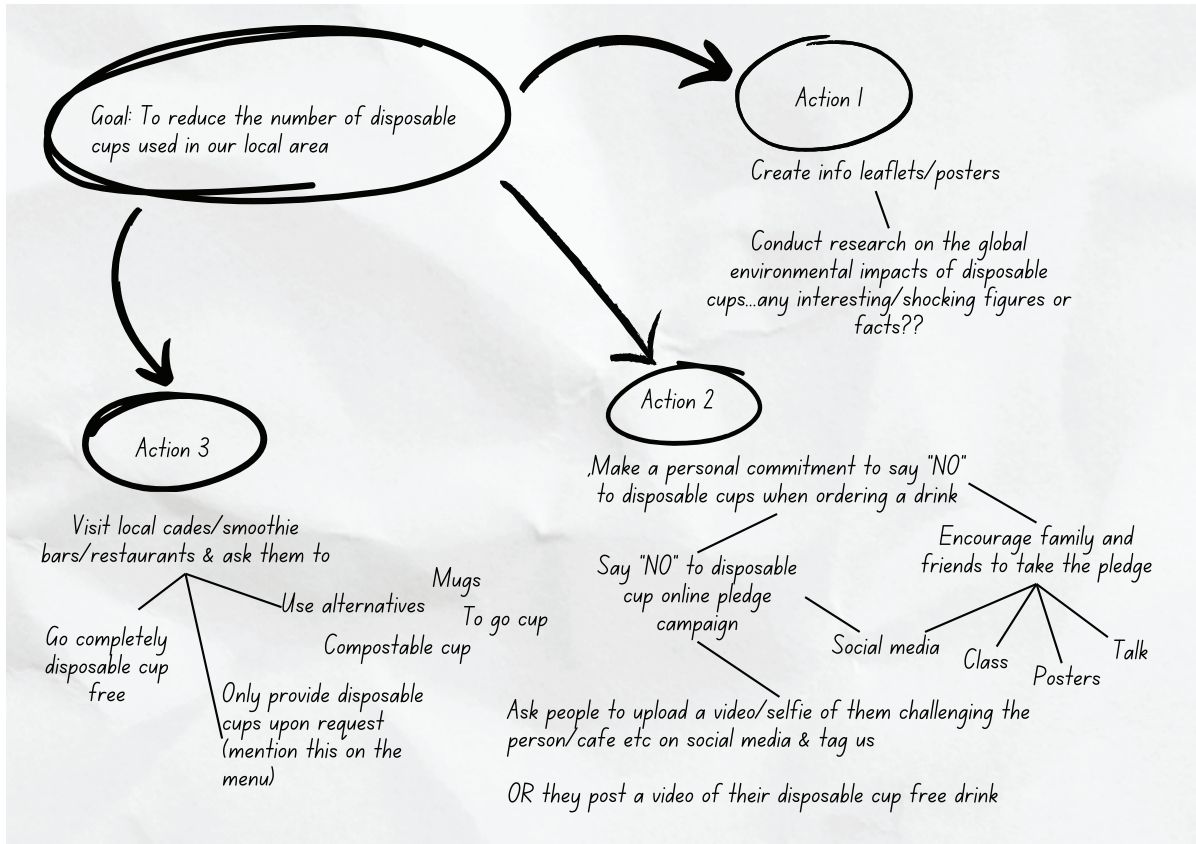 Goal: To reduce the number of disposable
cups used in our local area
Action 1
Create info leaflets/posters
Conduct research on the global
environmental impacts of disposable
cups...any interesting/shocking figures or
facts??
Action 2
,Make a personal commitment to say "NO"
to disposable cups when ordering a drink
Say "NO" to disposable
cup online pledge
campaign
Encourage family and
friends to take the pledge
Social media
Class
Posters
Talk
Ask people to upload a video/selfie of them challenging the
person/cafe etc on social media & tag us
OR they post a video of their disposable cup free drink
Action 3
Visit local cades/smoothie
bars/restaurants & ask them to
Go completely
disposable cup
free
Only provide disposable
cups upon request
(mention this on the
menu)
Use alternatives
Mugs
To go cup
Compostable cup